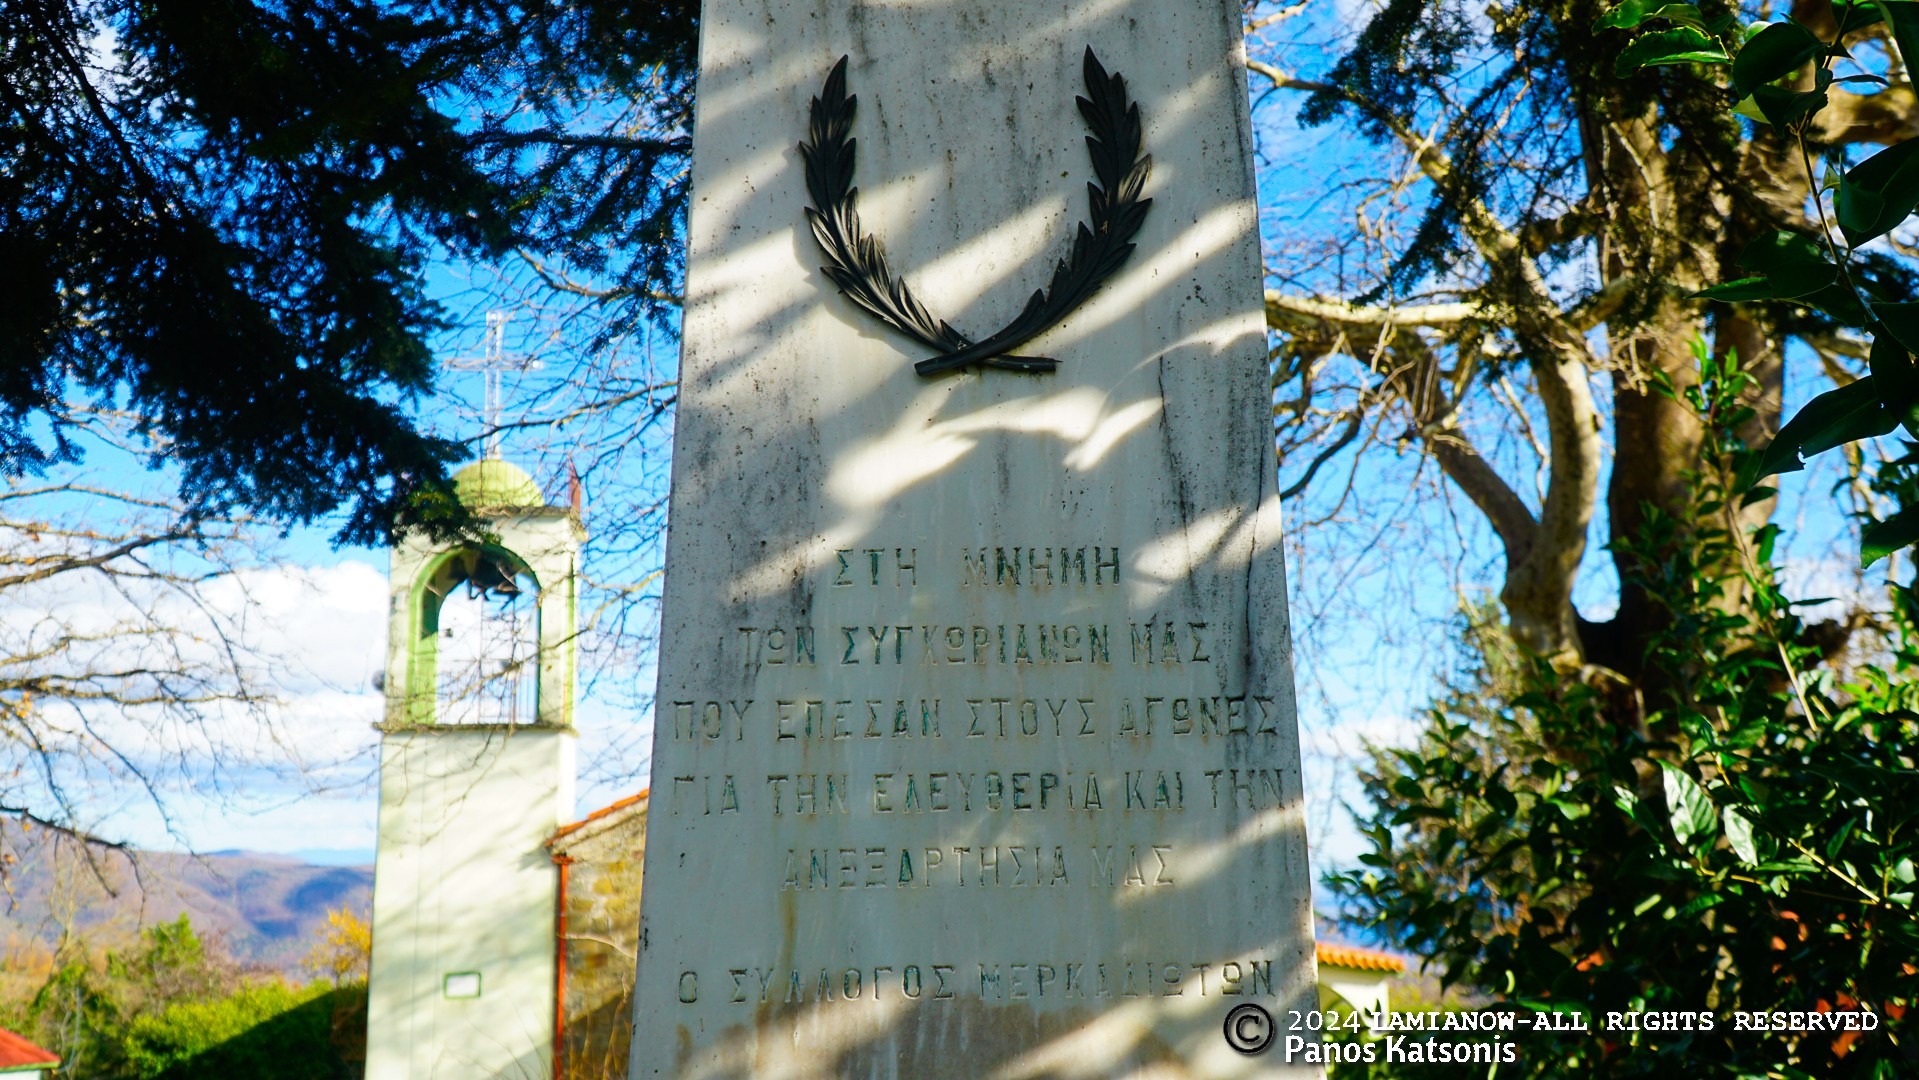 ΣΤΗ ΜΝΗΜΗ
ΤΩΝ ΣΥΓΚΩΡΙΑΝΩΝ ΜΑΣ
ΠΟΥ ΕΠΕΣΑΝ ΣΤΟΥΣ ΑΓΩΝΕΣ
ΓΙΑ ΤΗΝ ΕΛΕΥΘΕΡΙΑ ΚΑΙ ΤΗΝ
ΑΝΕΞΑΡΤΗΣΙΑ ΜΑΣ
Ο ΣΥΛΛΟΓΟΣ ΜΕΡΚΑΔΙΩΤΩΝ
© 2024 LAMIANOW-ALL RIGHTS RESERVED
Panos Katsonis